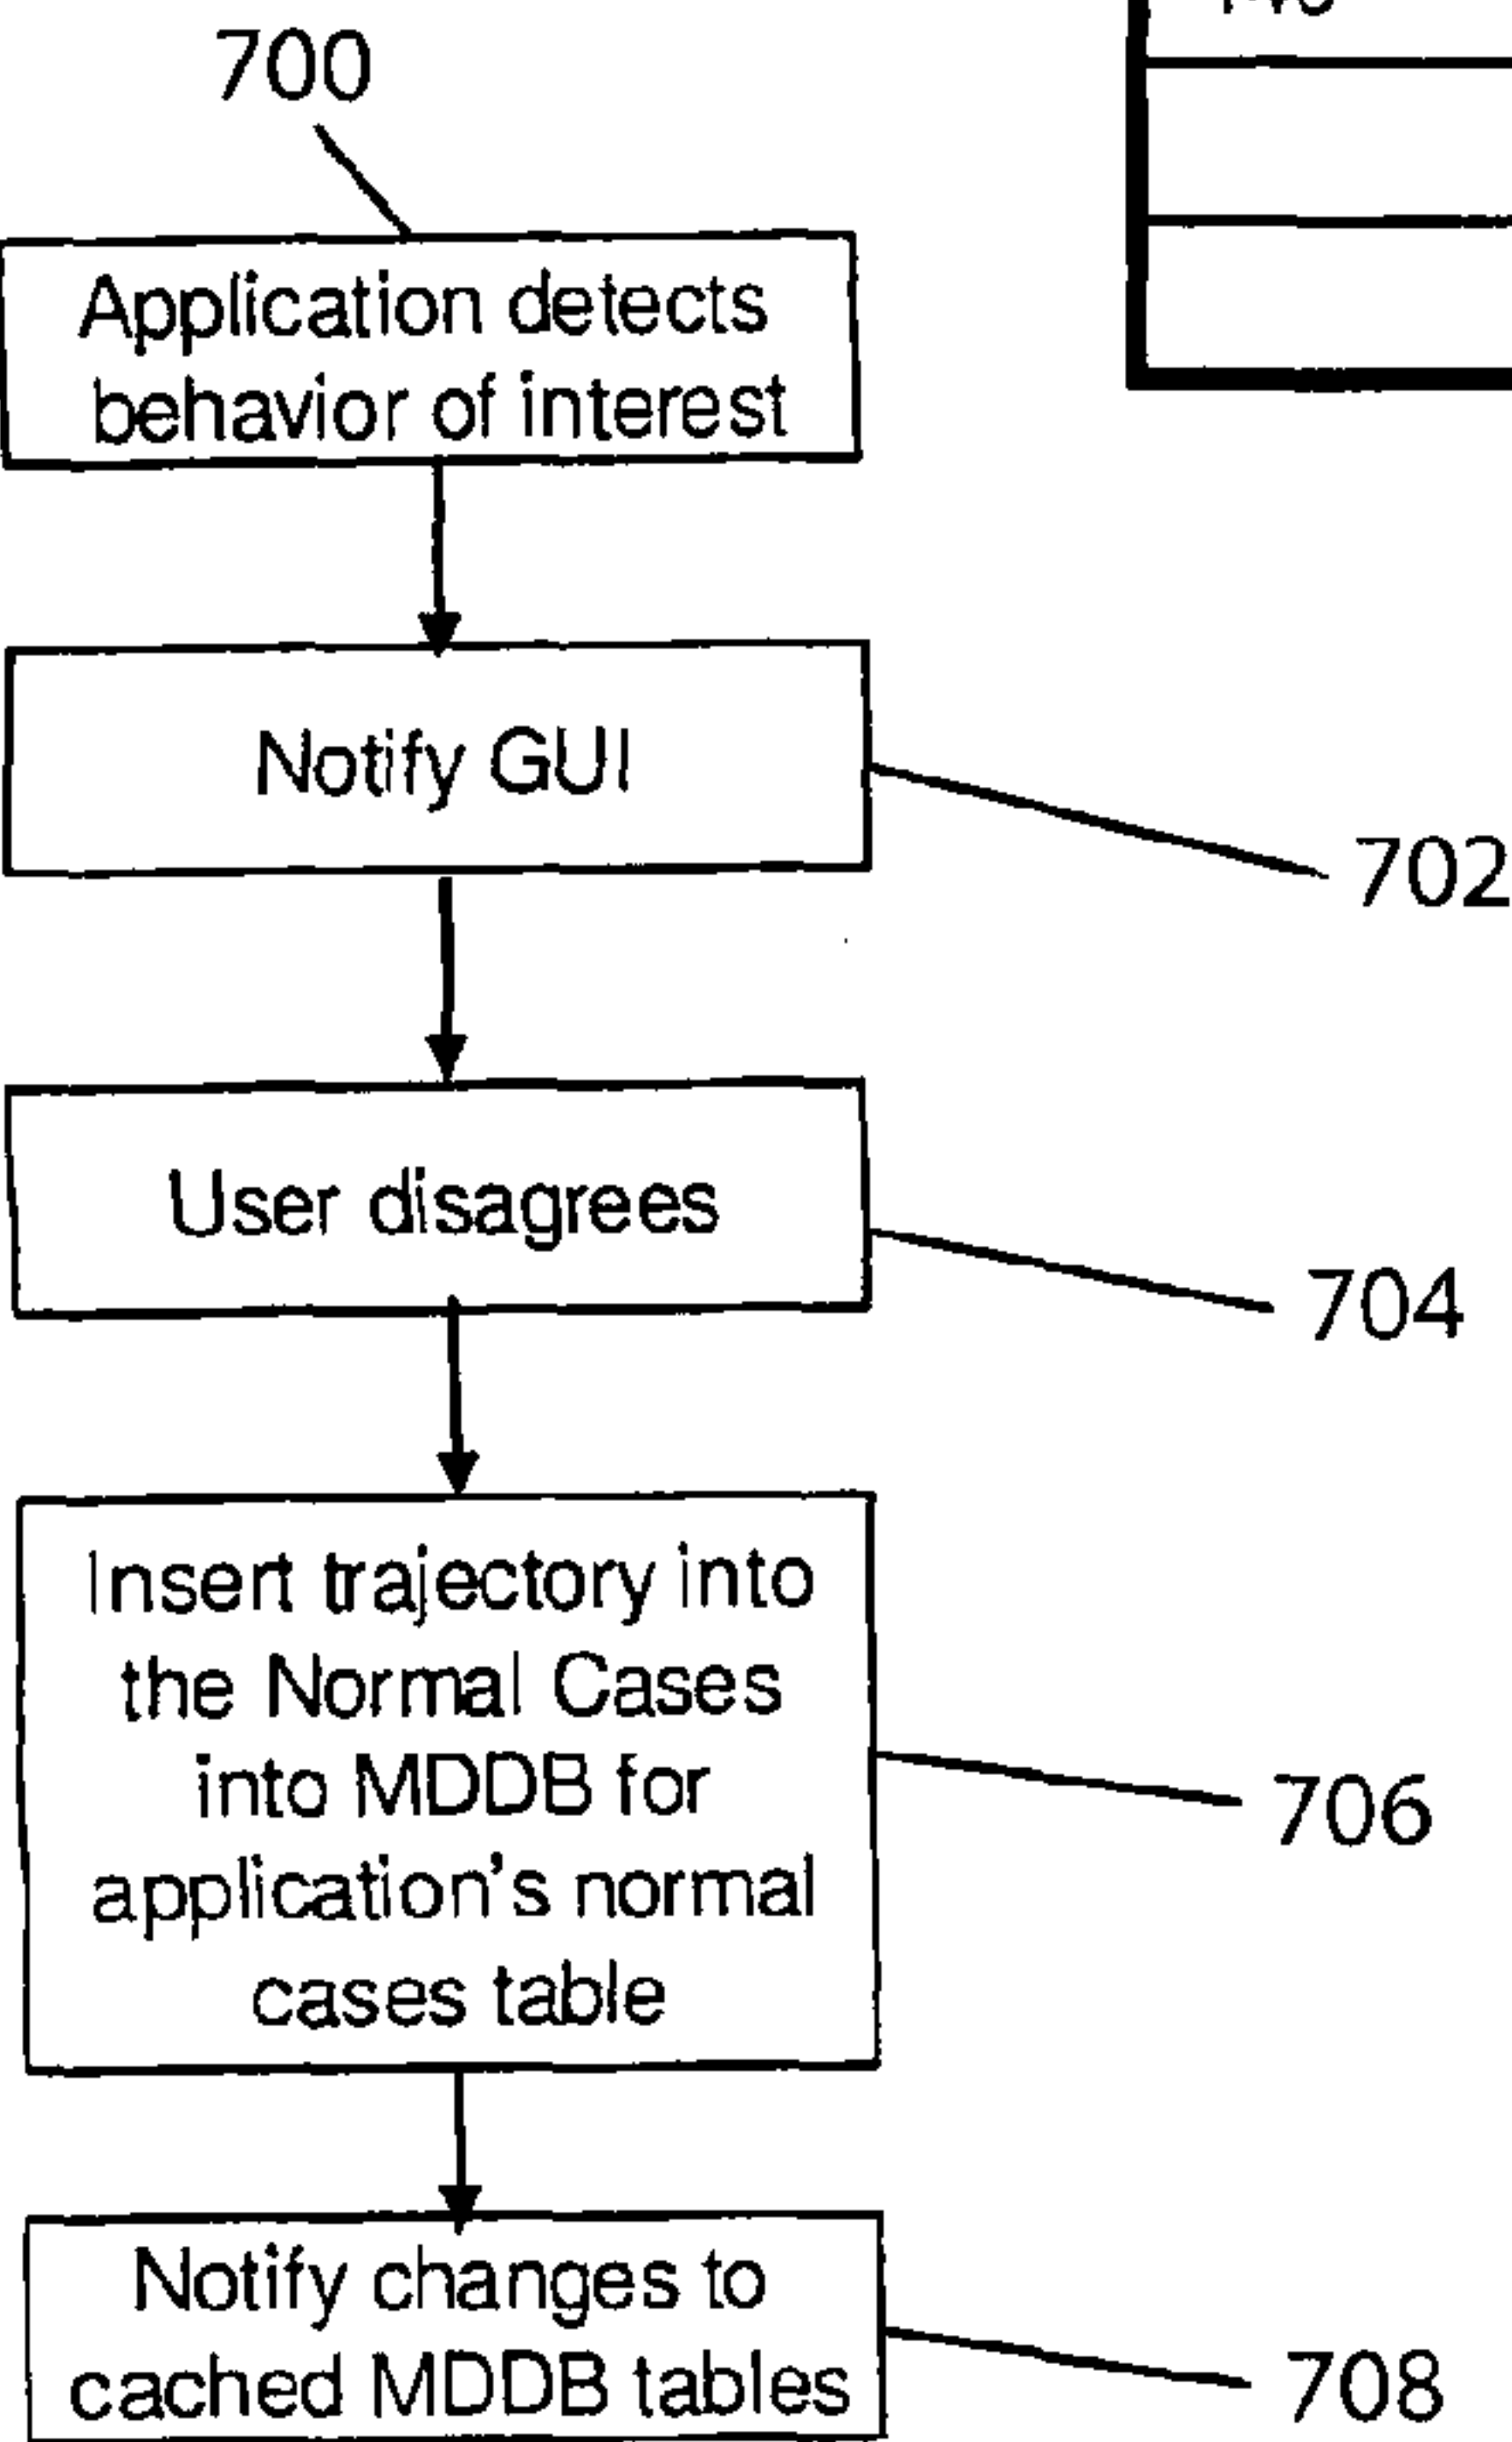 700
Application detects
behavior of interest
Notify GUI
702
User disagrees
704
Insert trajectory into
the Normal Cases
into MDDB for
application's normal
cases table
706
Notify changes to
cached MDDB tables
708